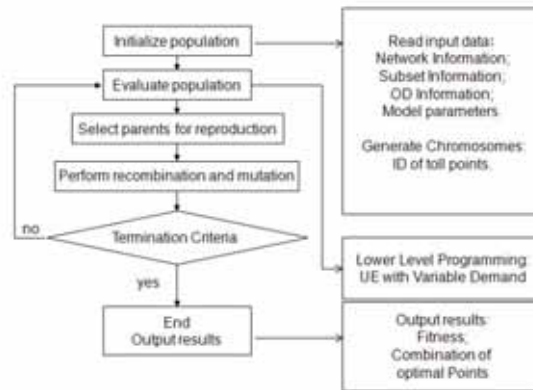 Initialize population
Evaluate population
Select parents for reproduction
Perform recombination and mutation
no
Termination Criteria
yes
End
Output results
Read input data:
Network Information;
Subset Information;
OD Information;
Model parameters
Generate Chromosomes:
ID of toll points.
Lower Level Programming:
UE with Variable Demand
Output results:
Fitness;
Combination of
optimal Points